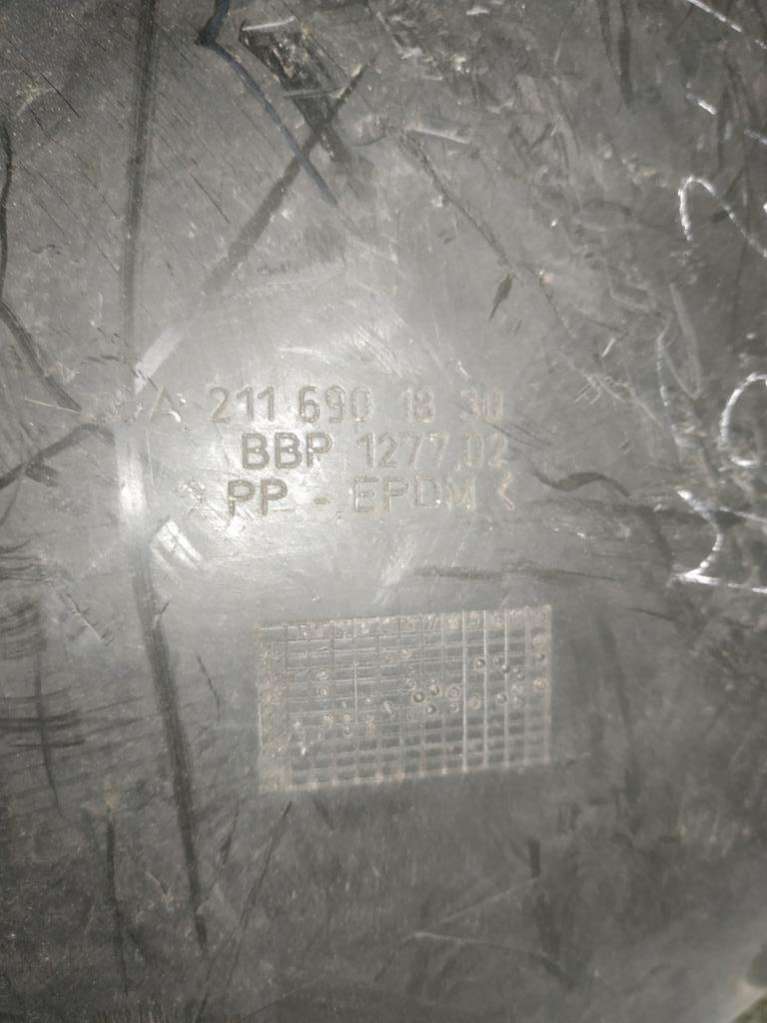 A 211 690 18 30
BBP 1277.02
PP - EPDM <